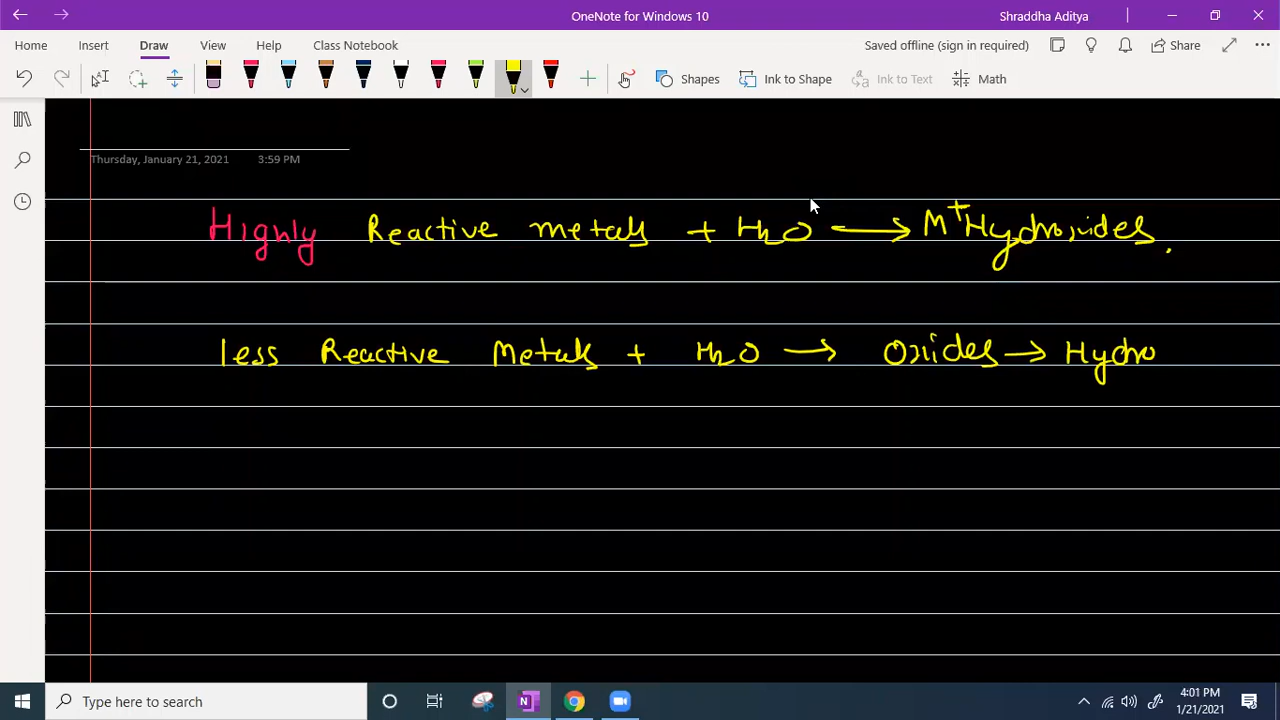 OneNote for Windows 10
Shraddha Aditya
Home Insert Draw View Help Class Notebook
Saved offline (sign in required) Share
Shapes Ink to Shape Ink to Text Math
Thursday, January 21, 2021 3:59 PM
Highly Reactive metals + H2O → M+Hydroxides.
less Reactive Metals + H2O → Oxides → Hydro
Type here to search
4:01 PM
1/21/2021